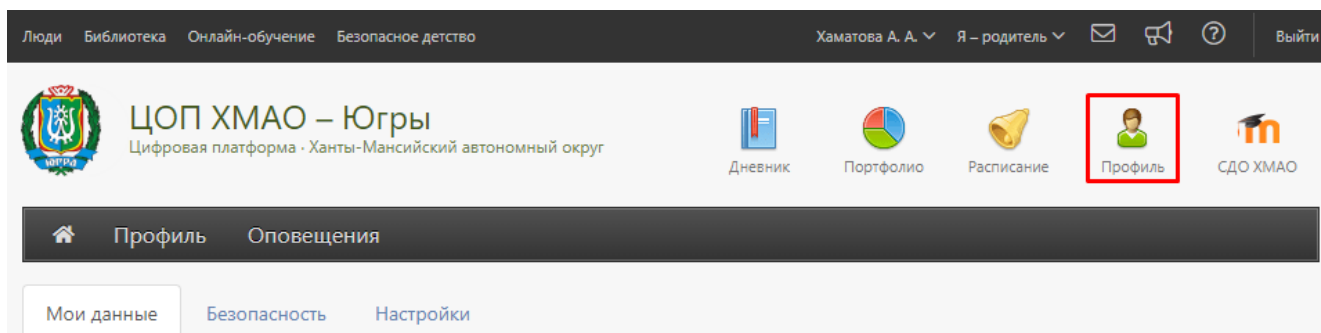 Люди Библиотека Онлайн-обучение Безопасное детство Хаматова А. А. Я – родитель Выйти
ЦОП ХМАО – Югры
Цифровая платформа · Ханты-Мансийский автономный округ
ЮГРА
Дневник Портфолио Расписание Профиль СДО ХМАО
Профиль Оповещения
Мои данные Безопасность Настройки